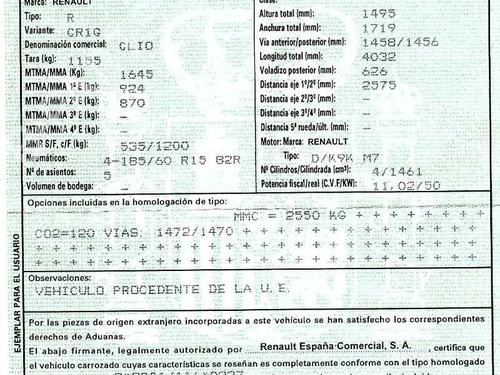 Marca: RENAULT
Tipo: R
Variante: CR1G
Denominación comercial: CLIO
Tara (kg): 1155
MTMA/MMA (Kg): 1645
MTMA/MMA 1º E (kg): 924
MTMA/MMA 2º E (kg): 870
MTMA/MMA 3º E (kg): –
MTMA/MMA 4º E (kg): –
MMR S/F, c/F (kg): 535/1200
Neumáticos: 4-185/60 R15 82R
Nº de asientos: 5
Volumen de bodega: –
Clase:
Altura total (mm): 1495
Anchura total (mm): 1719
Vía anterior/posterior (mm): 1458/1456
Longitud total (mm): 4032
Voladizo posterior (mm): 626
Distancia eje 1º/2º (mm): 2575
Distancia eje 2º/3º (mm): –
Distancia eje 3º/4º (mm): –
Distancia 5ª rueda/últ. (mm): –
Motor: Marca: RENAULT
Tipo: D/K9K M7
Nº Cilindros/Cilindrada (cm³): 4/1461
Potencia fiscal/real (C.V.F/KW): 11,02/50
Opciones incluidas en la homologación de tipo:
MMC = 2550 KG + + + + + + + + +
CO2=120 VIAS: 1472/1470 + + + + + + + + + + + + + + +
Observaciones:
VEHICULO PROCEDENTE DE LA U.E.
EJEMPLAR PARA EL USUARIO
Por las piezas de origen extranjero incorporadas a este vehículo se han satisfecho los correspondientes
derechos de Aduanas.
El abajo firmante, legalmente autorizado por Renault España Comercial, S. A. , certifica que
el vehículo carrozado cuyas características se reseñan es completamente conforme con el tipo homologado